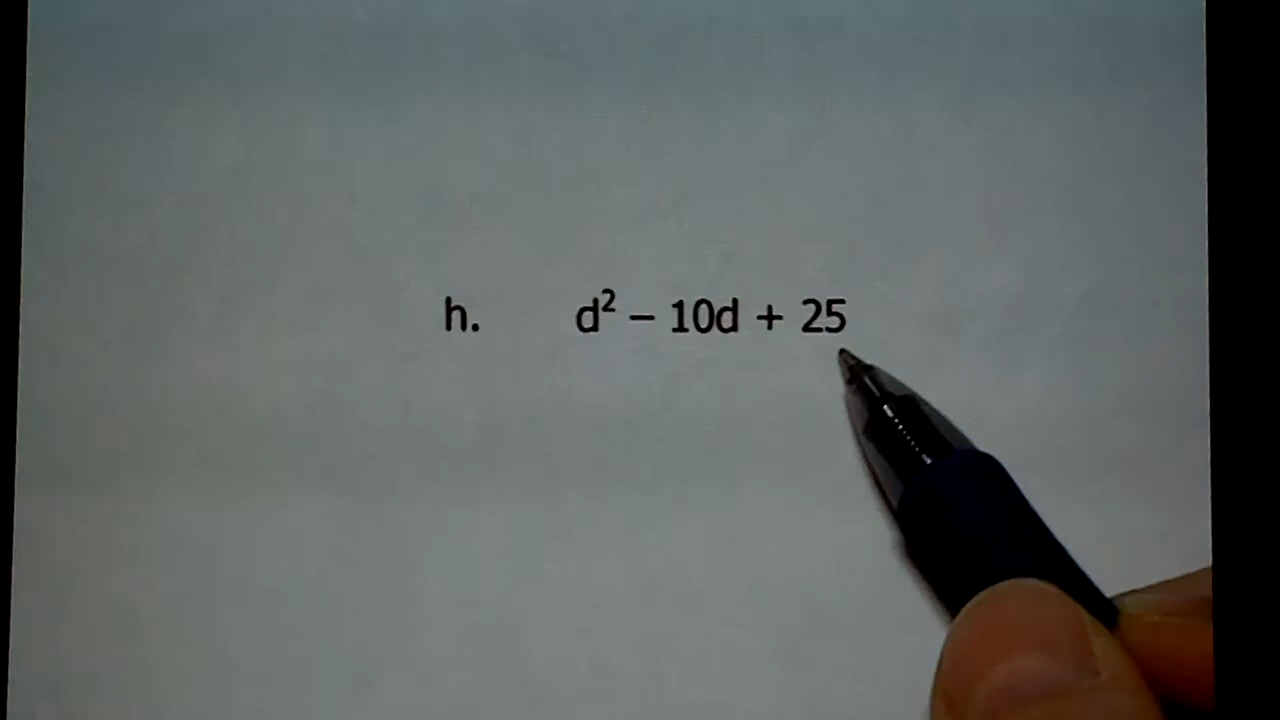 h. d² – 10d + 25